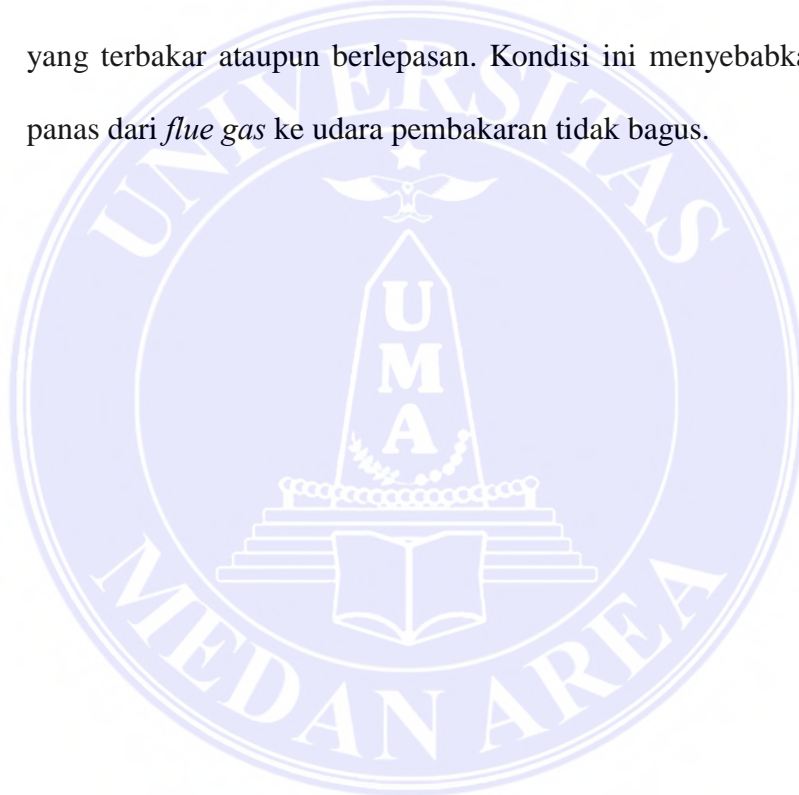 yang terbakar ataupun berlepasan. Kondisi ini menyebabka
panas dari flue gas ke udara pembakaran tidak bagus.
UNIVERSITAS
U
M
A
MEDAN AREA